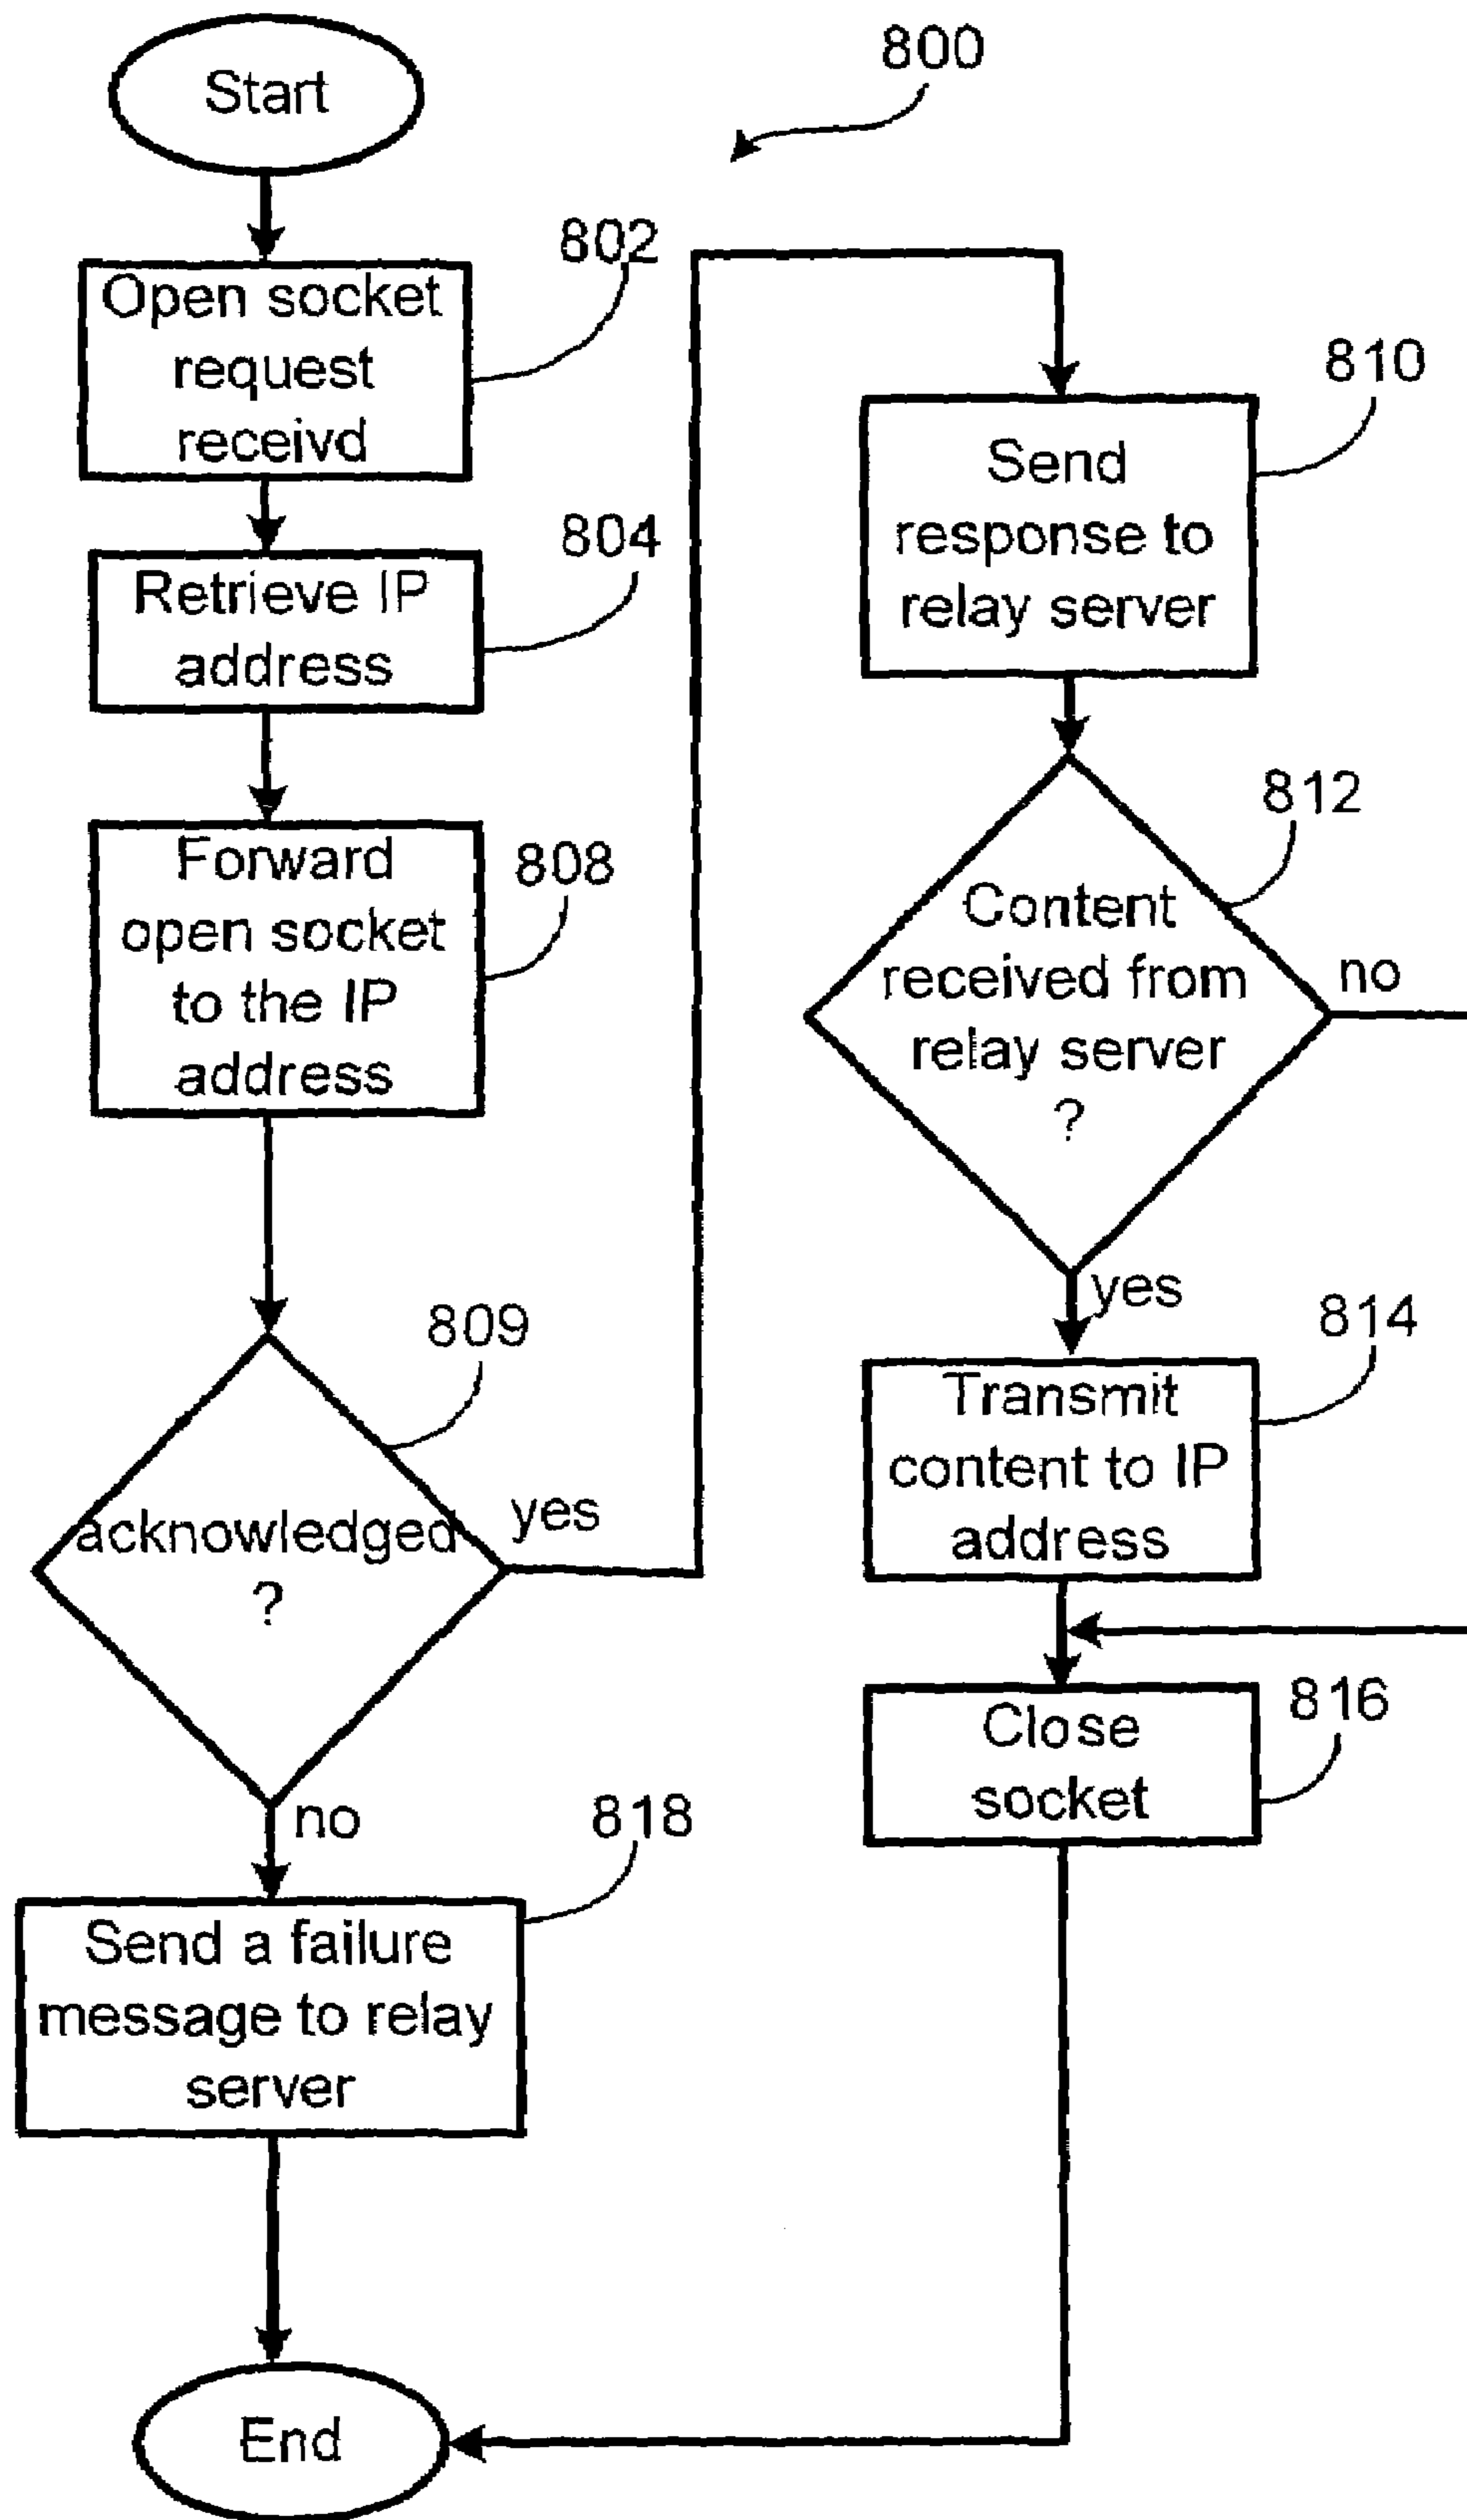 Start
800
802
Open socket
request
receivd
804
Retrieve IP
address
808
Forward
open socket
to the IP
address
809
acknowledged
?
yes
no
818
Send a failure
message to relay
server
End
810
Send
response to
relay server
812
Content
received from
relay server
?
no
yes
814
Transmit
content to IP
address
816
Close
socket